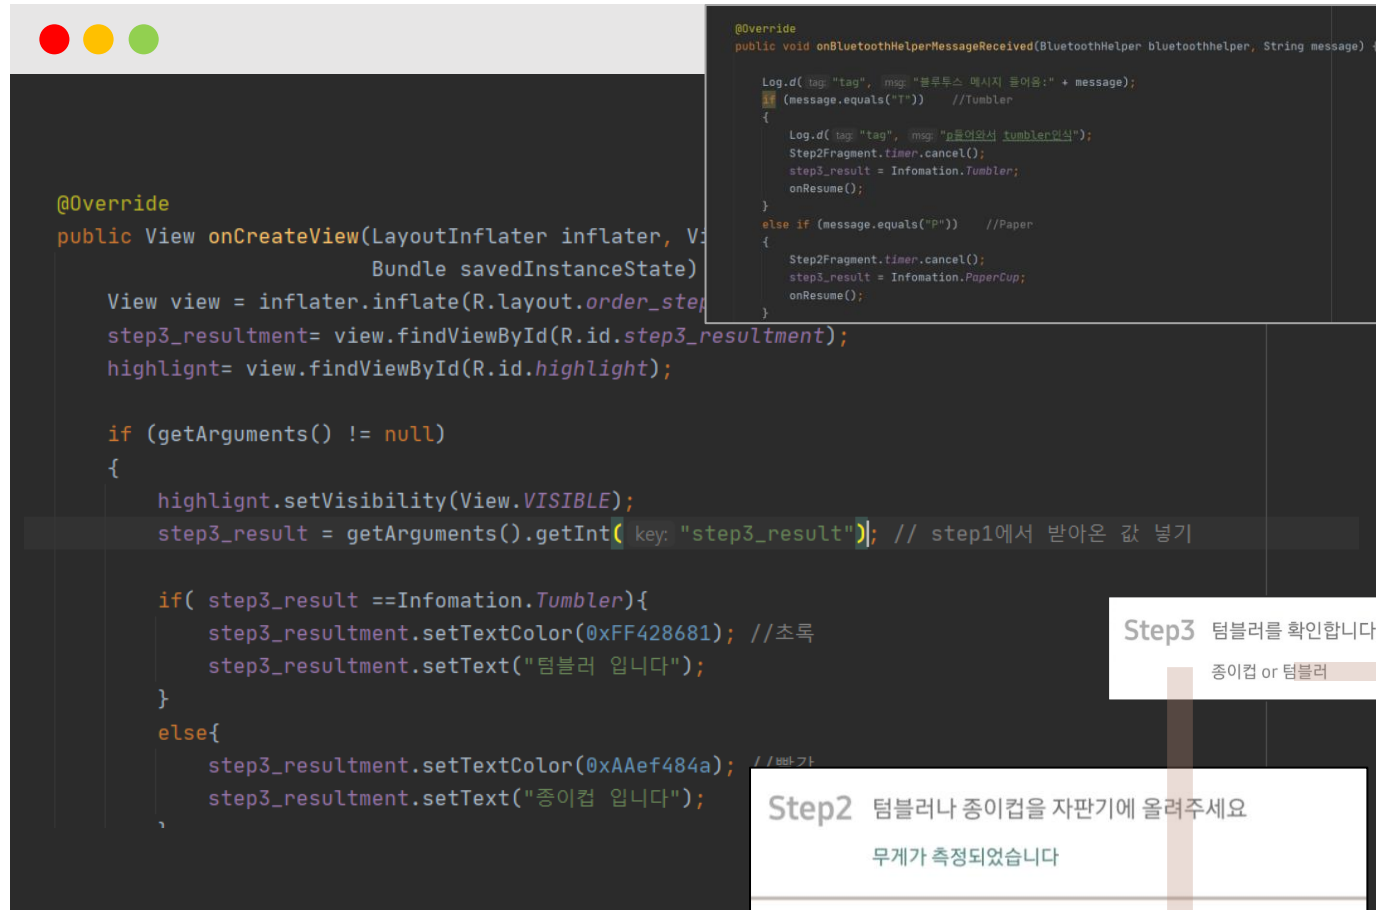 @Override
public void onBluetoothHelperMessageReceived(BluetoothHelper bluetoothhelper, String message) {
Log.d( tag: "tag", msg: "블루투스 메시지 들어옴:" + message);
if (message.equals("T")) //Tumbler
{
Log.d( tag: "tag", msg: "p들어와서 tumbler인식");
Step2Fragment.timer.cancel();
step3_result = Infomation.Tumbler;
onResume();
}
else if (message.equals("P")) //Paper
{
Step2Fragment.timer.cancel();
step3_result = Infomation.PaperCup;
onResume();
}
@Override
public View onCreateView(LayoutInflater inflater, Vi
Bundle savedInstanceState)
View view = inflater.inflate(R.layout.order_step
step3_resultment= view.findViewById(R.id.step3_resultment);
highlignt= view.findViewById(R.id.highlight);
if (getArguments() != null)
{
highlignt.setVisibility(View.VISIBLE);
step3_result = getArguments().getInt( key: "step3_result"); // step1에서 받아온 값 넣기
if( step3_result ==Infomation.Tumbler){
step3_resultment.setTextColor(0xFF428681); //초록
step3_resultment.setText("텀블러 입니다");
}
else{
step3_resultment.setTextColor(0xAAef484a); //빨간
step3_resultment.setText("종이컵 입니다");
Step3 텀블러를 확인합니다
종이컵 or 텀블러
Step2 텀블러나 종이컵을 자판기에 올려주세요
무게가 측정되었습니다